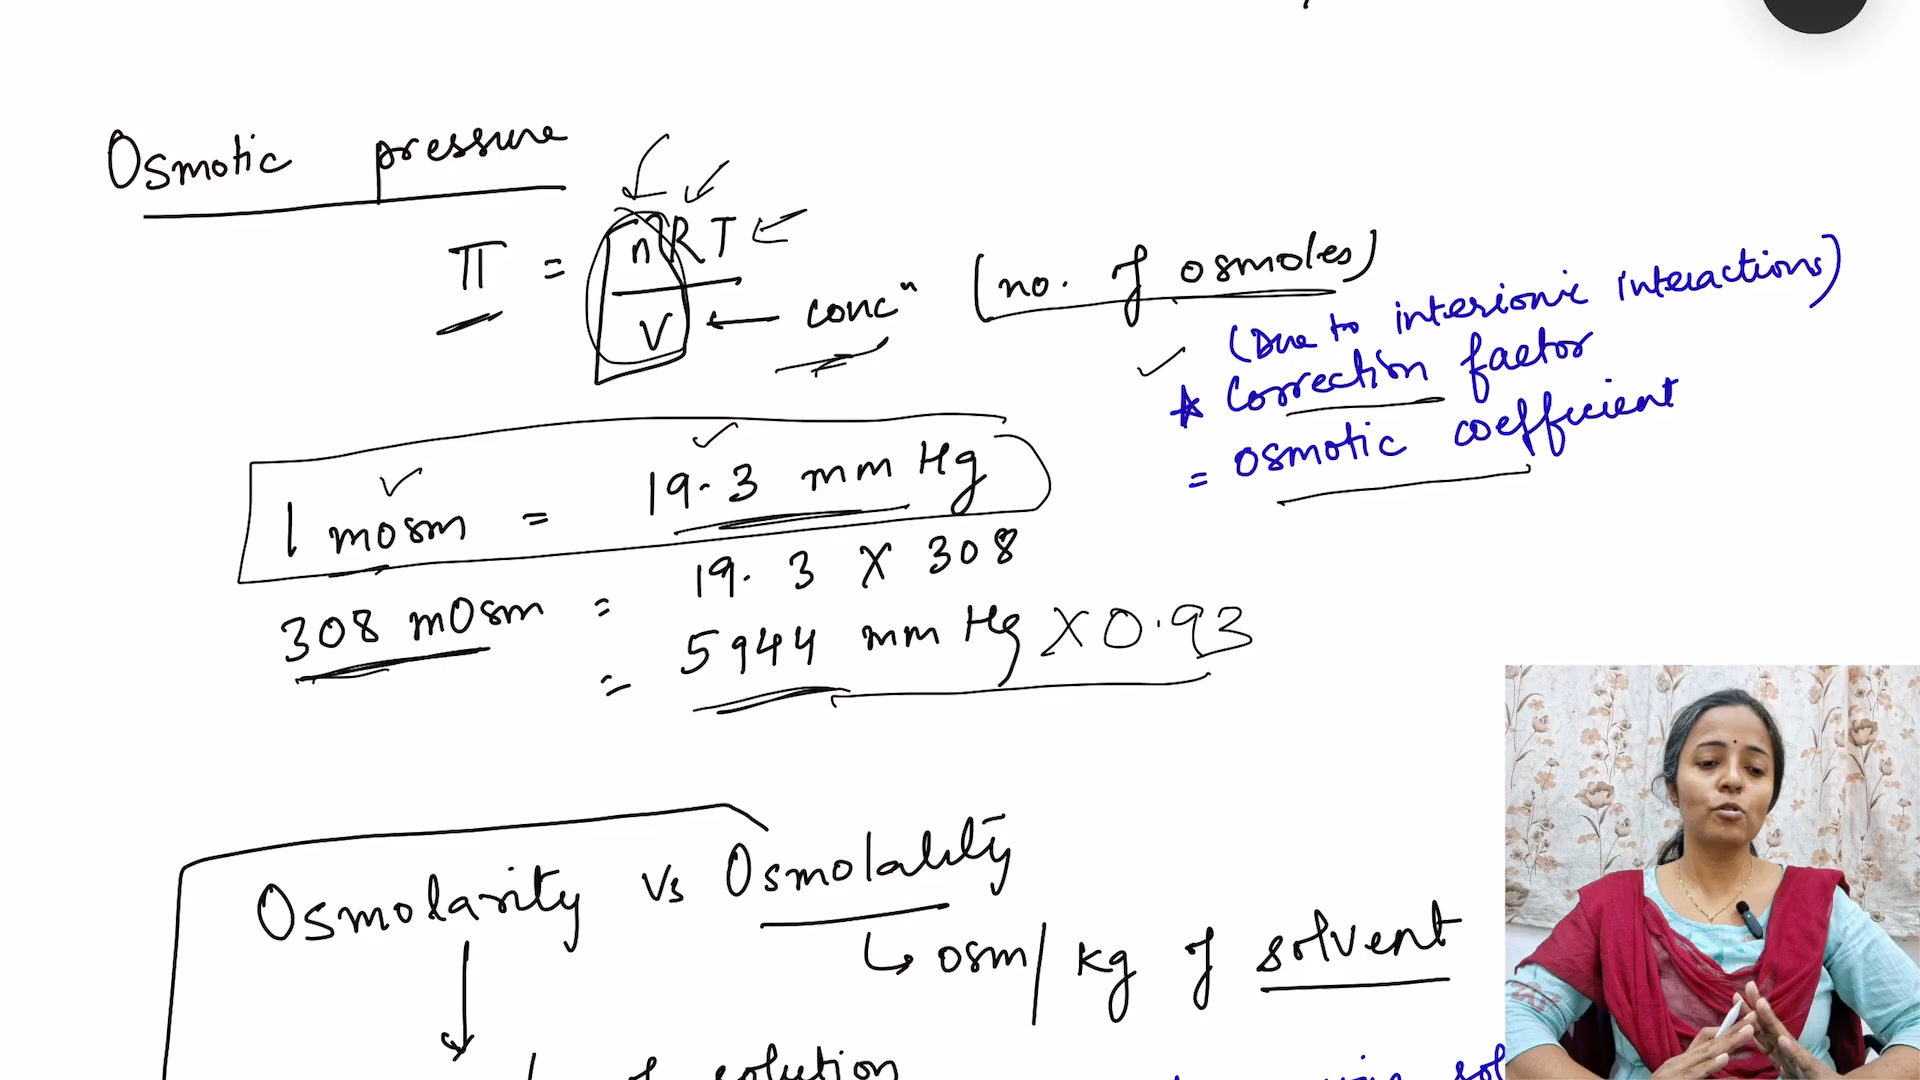 Osmotic pressure
π = nRT / V ← concⁿ (no. of osmoles)
(Due to interionic interactions)
* Correction factor
= osmotic coefficient
1 mosm = 19.3 mm Hg
308 mOsm = 19.3 X 308
= 5944 mm Hg X 0.93
Osmolarity vs Osmolality
↳ osm/ kg of solvent
of solution